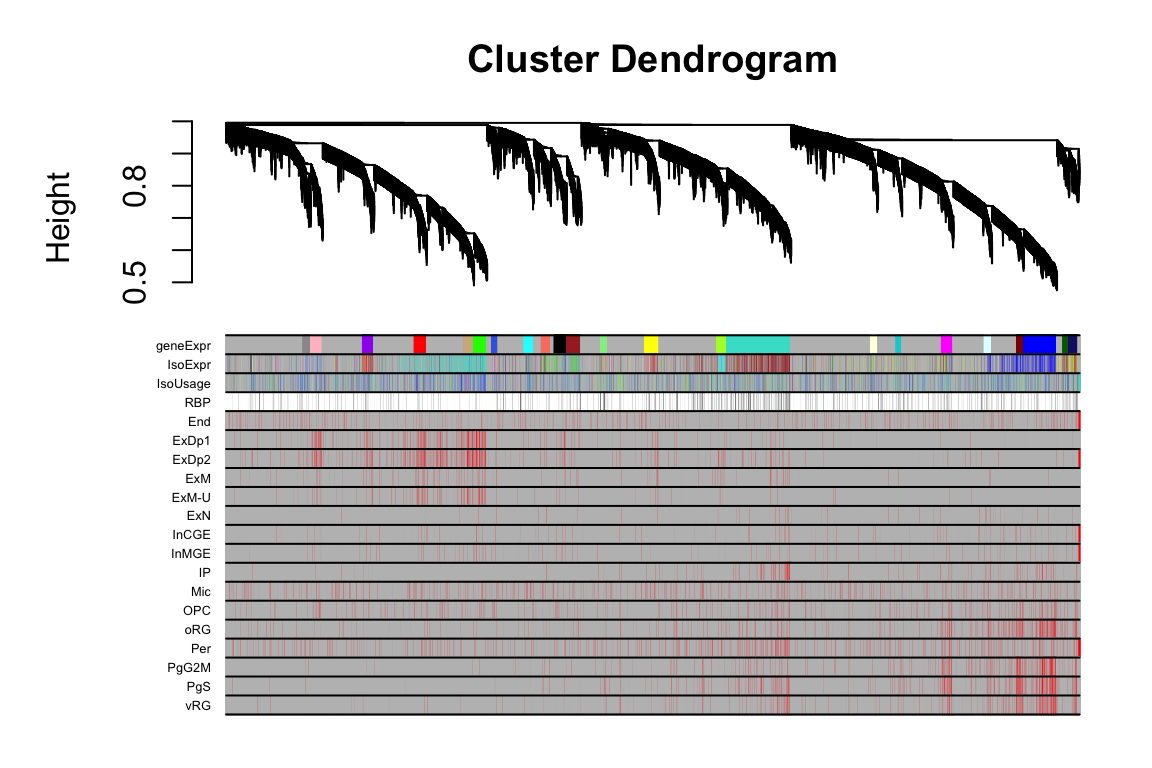 Cluster Dendrogram
Height
0.8
0.5
geneExpr
IsoExpr
IsoUsage
RBP
End
ExDp1
ExDp2
ExM
ExM-U
ExN
InCGE
InMGE
IP
Mic
OPC
oRG
Per
PgG2M
PgS
vRG